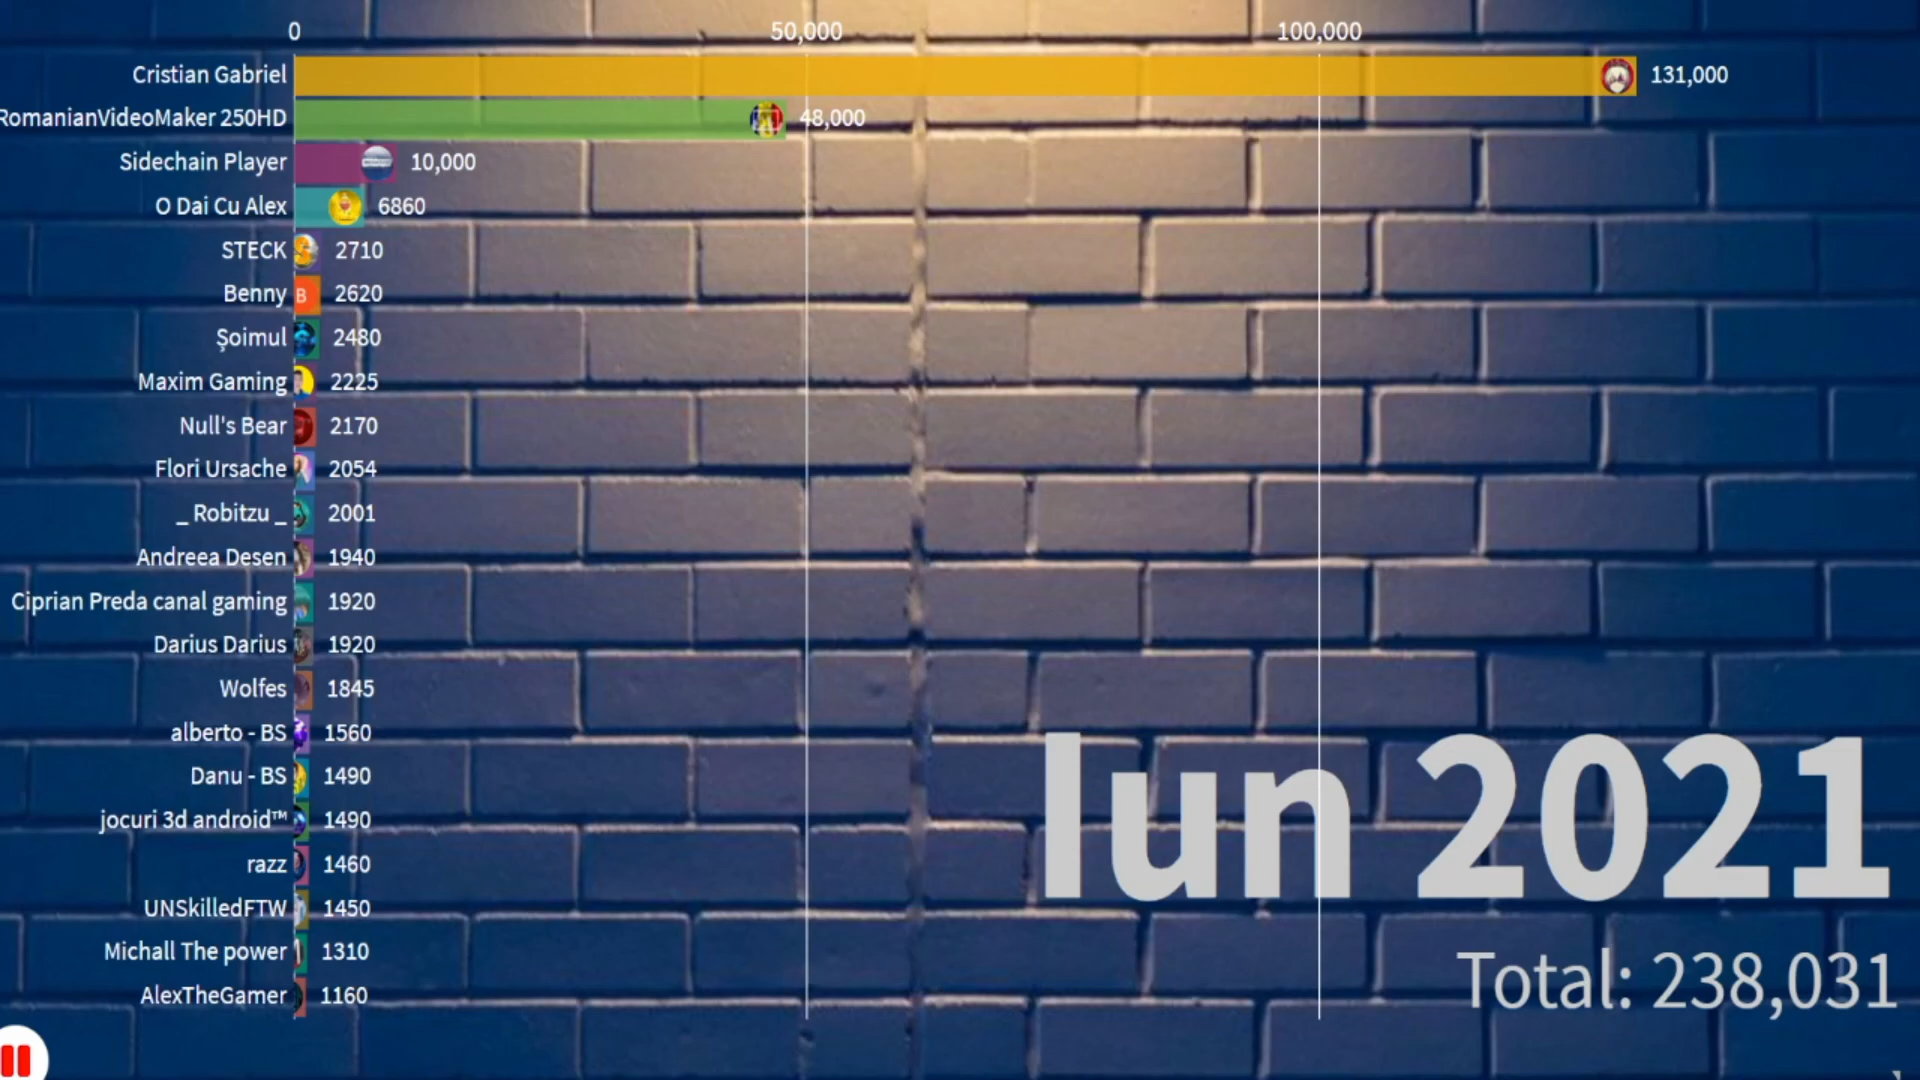 0 50,000 100,000
Cristian Gabriel 131,000
RomanianVideoMaker 250HD 48,000
Sidechain Player 10,000
O Dai Cu Alex 6860
STECK 2710
Benny B 2620
Șoimul 2480
Maxim Gaming 2225
Null's Bear 2170
Flori Ursache 2054
_ Robitzu _ 2001
Andreea Desen 1940
Ciprian Preda canal gaming 1920
Darius Darius 1920
Wolfes 1845
alberto - BS 1560
Danu - BS 1490
jocuri 3d android™ 1490
razz 1460
UNSkilledFTW 1450
Michall The power 1310
AlexTheGamer 1160
Iun 2021
Total: 238,031